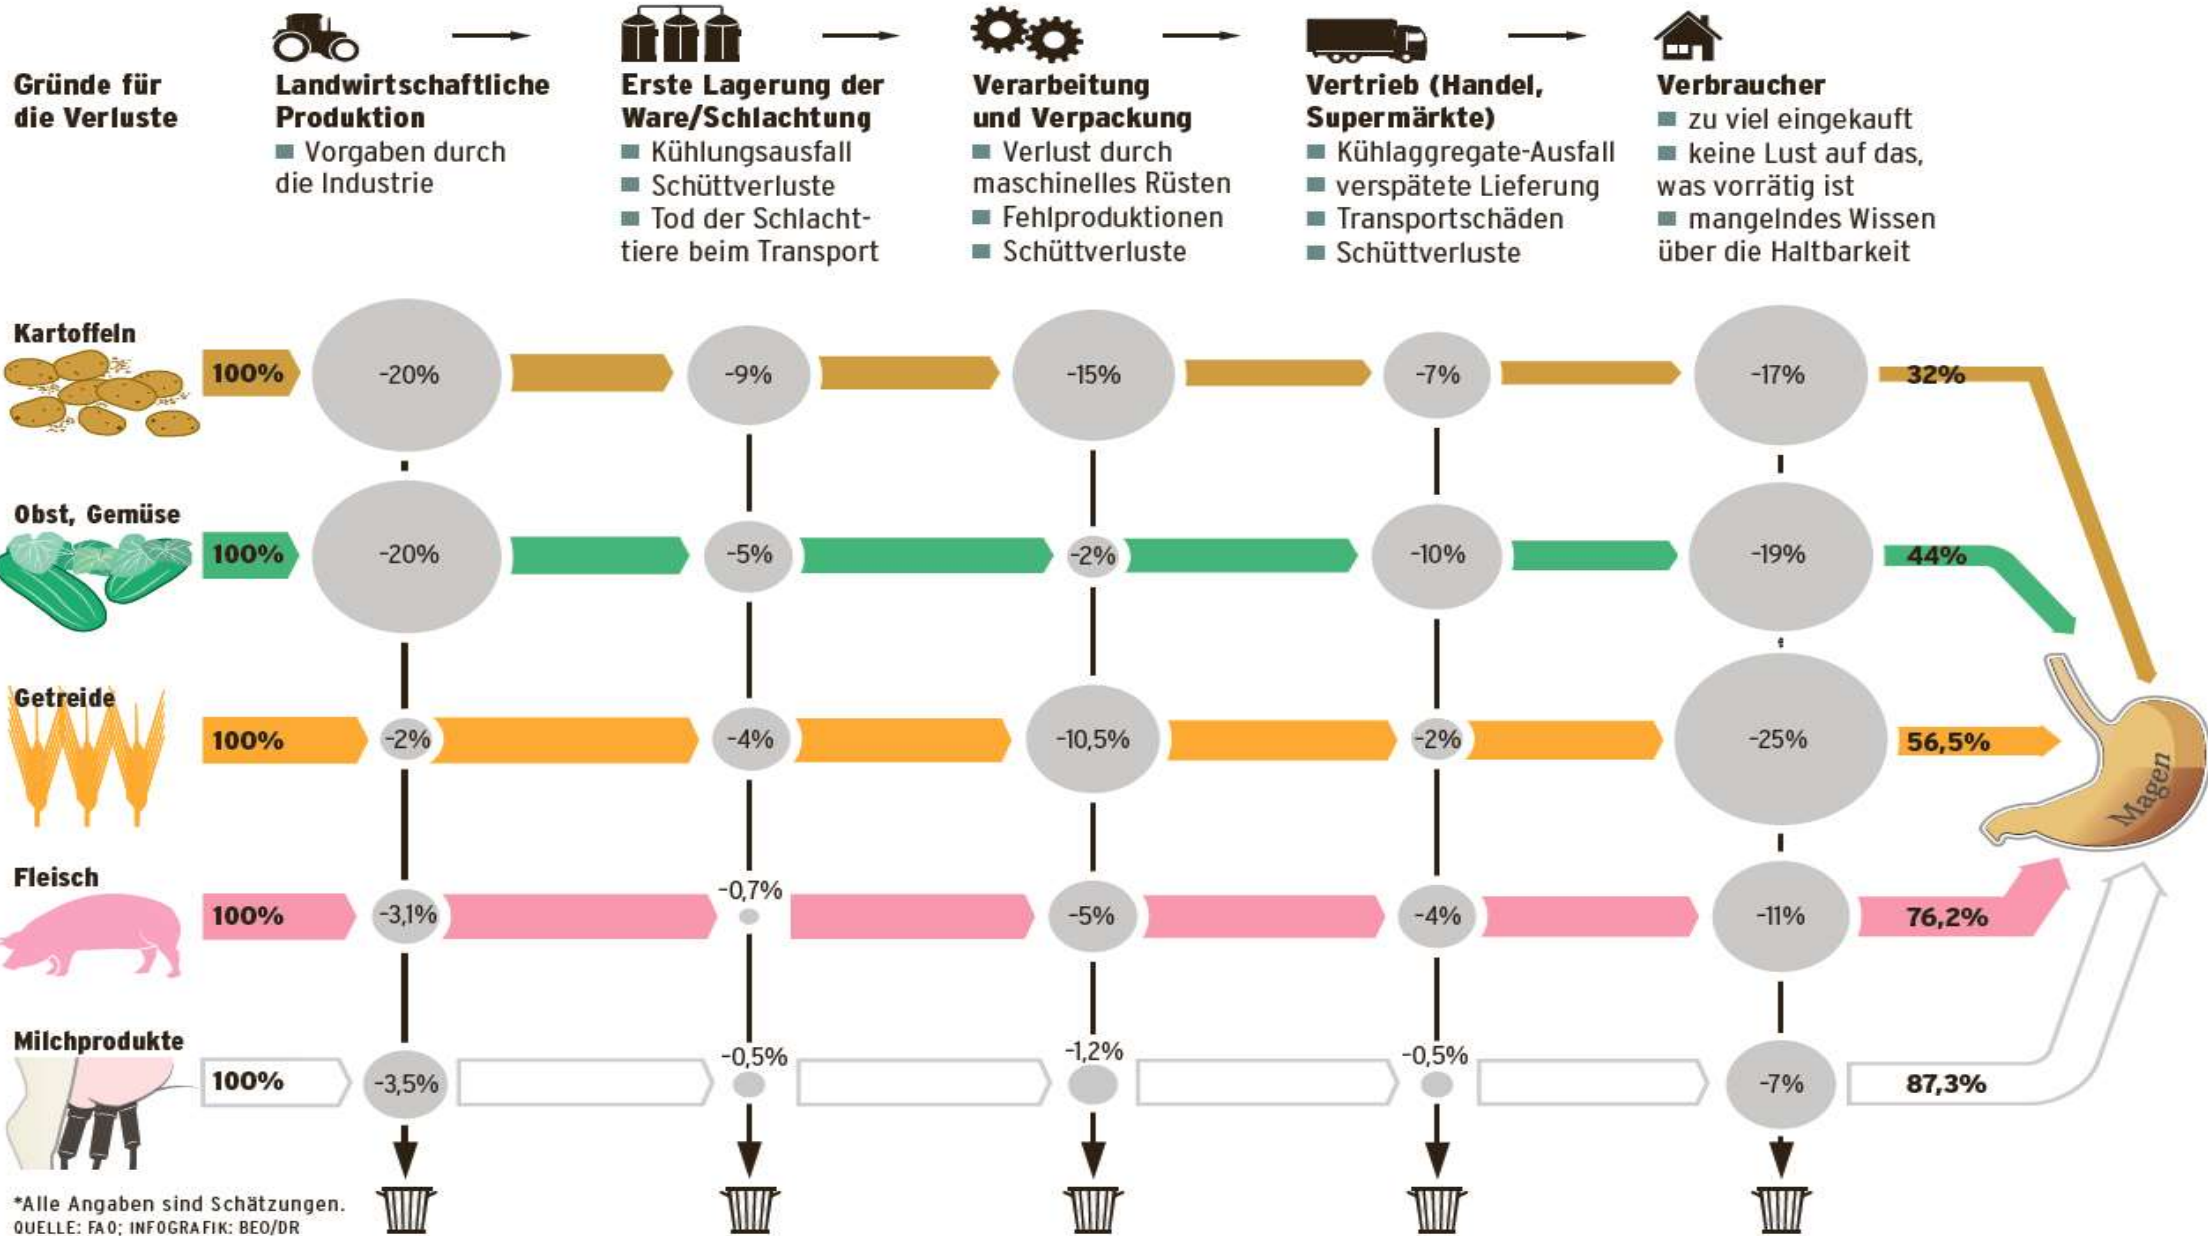 Gründe für
die Verluste
Landwirtschaftliche
Produktion
Vorgaben durch
die Industrie
Erste Lagerung der
Ware/Schlachtung
Kühlungsausfall
Schüttverluste
Tod der Schlacht-
tiere beim Transport
Verarbeitung
und Verpackung
Verlust durch
maschinelles Rüsten
Fehlproduktionen
Schüttverluste
Vertrieb (Handel,
Supermärkte)
Kühlaggregate-Ausfall
verspätete Lieferung
Transportschäden
Schüttverluste
Verbraucher
zu viel eingekauft
keine Lust auf das,
was vorrätig ist
mangelndes Wissen
über die Haltbarkeit
Kartoffeln
100% -20% -9% -15% -7% -17% 32%
Obst, Gemüse
100% -20% -5% -2% -10% -19% 44%
Getreide
100% -2% -4% -10,5% -2% -25% 56,5%
Magen
Fleisch
100% -3,1% -0,7% -5% -4% -11% 76,2%
Milchprodukte
100% -3,5% -0,5% -1,2% -0,5% -7% 87,3%
*Alle Angaben sind Schätzungen.
QUELLE: FAO; INFOGRAFIK: BEO/DR